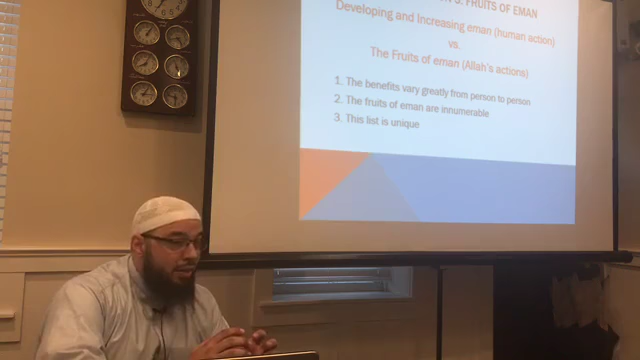 3: FRUITS OF EMAN
Developing and Increasing eman (human action)
vs.
The Fruits of eman (Allah's actions)
1. The benefits vary greatly from person to person
2. The fruits of eman are innumerable
3. This list is unique